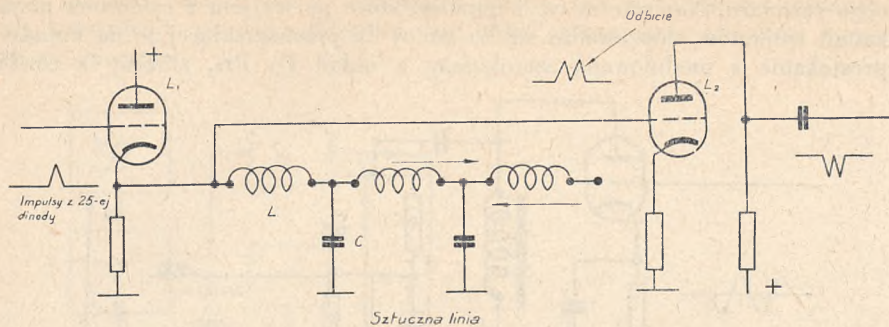 Odbicie
+
L₁
L₂
Impulsy z 25-ej
dinody
L
C
+
Sztuczna linia